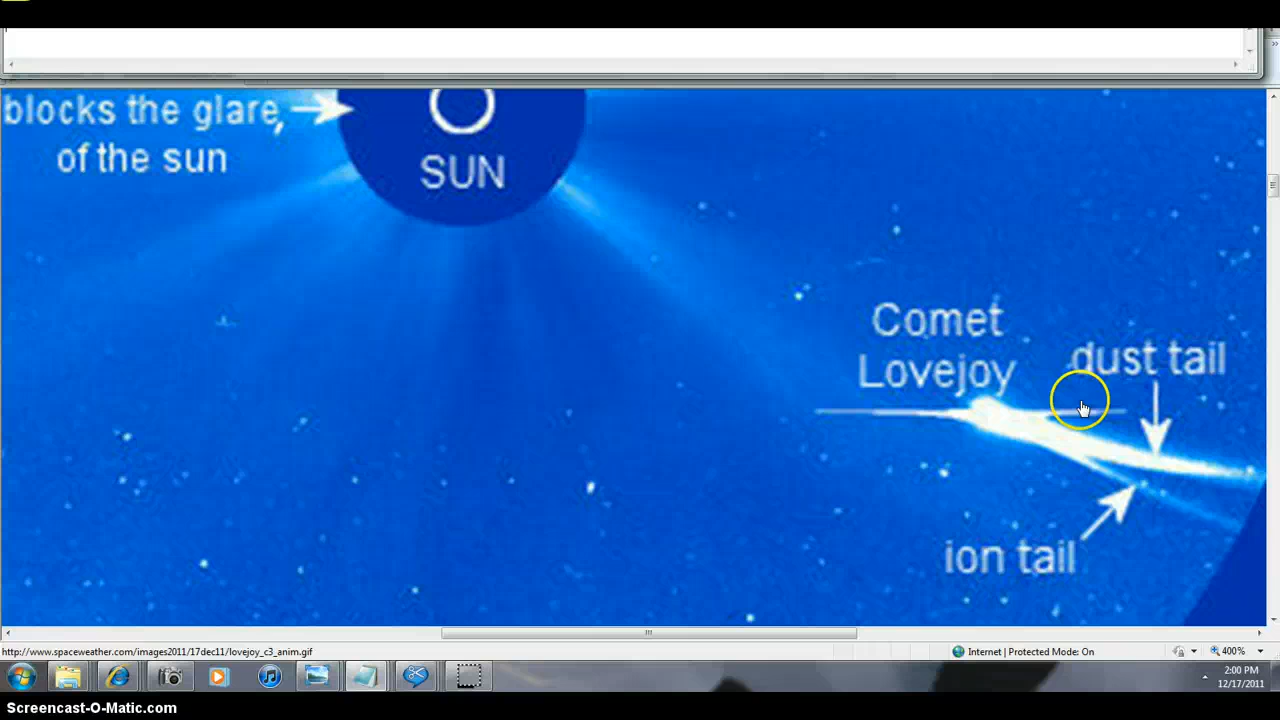 blocks the glare,
of the sun
SUN
Comet
Lovejoy
dust tail
ion tail
http://www.spaceweather.com/images2011/17dec11/lovejoy_c3_anim.gif
Internet | Protected Mode: On
400%
2:00 PM
12/17/2011
Screencast-O-Matic.com